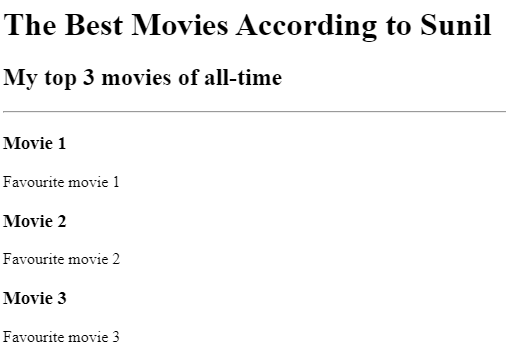 The Best Movies According to Sunil
My top 3 movies of all-time
Movie 1
Favourite movie 1
Movie 2
Favourite movie 2
Movie 3
Favourite movie 3